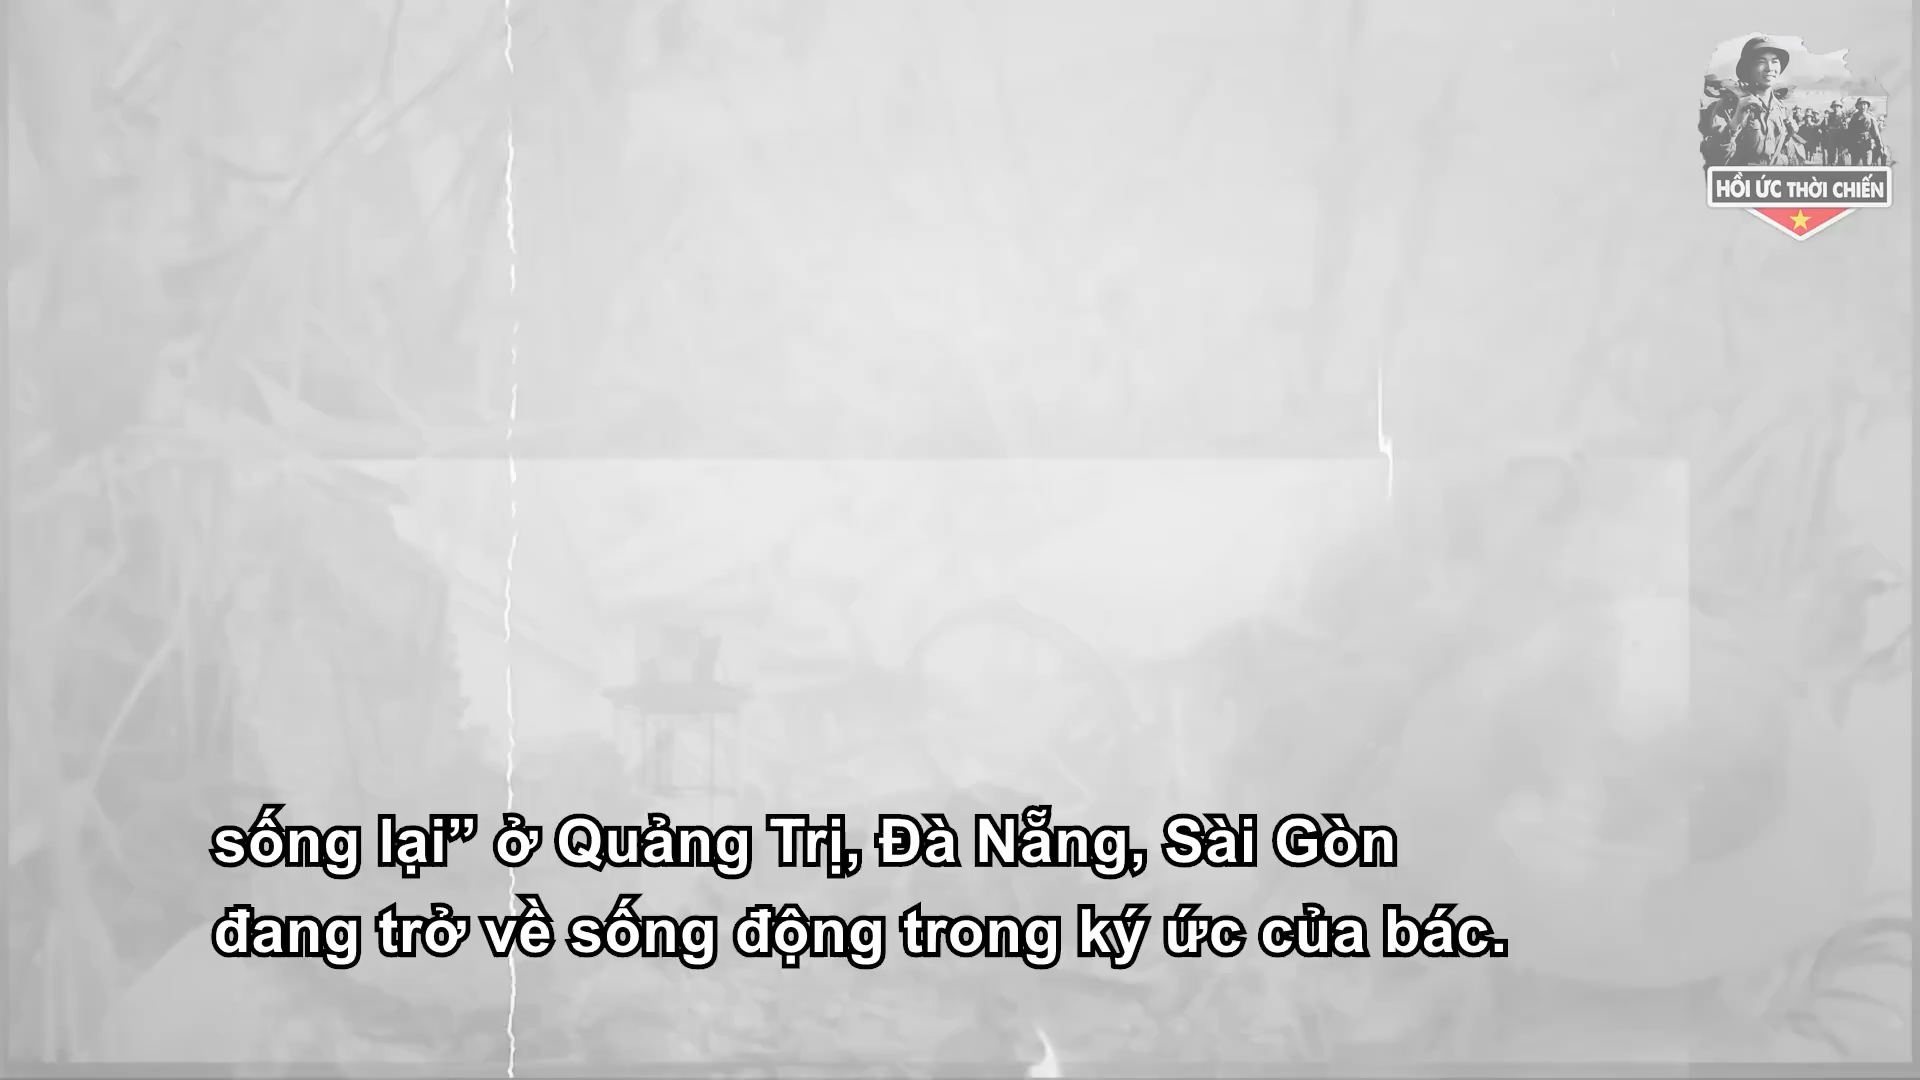 HỒI ỨC THỜI CHIẾN
sống lại” ở Quảng Trị, Đà Nẵng, Sài Gòn
đang trở về sống động trong ký ức của bác.